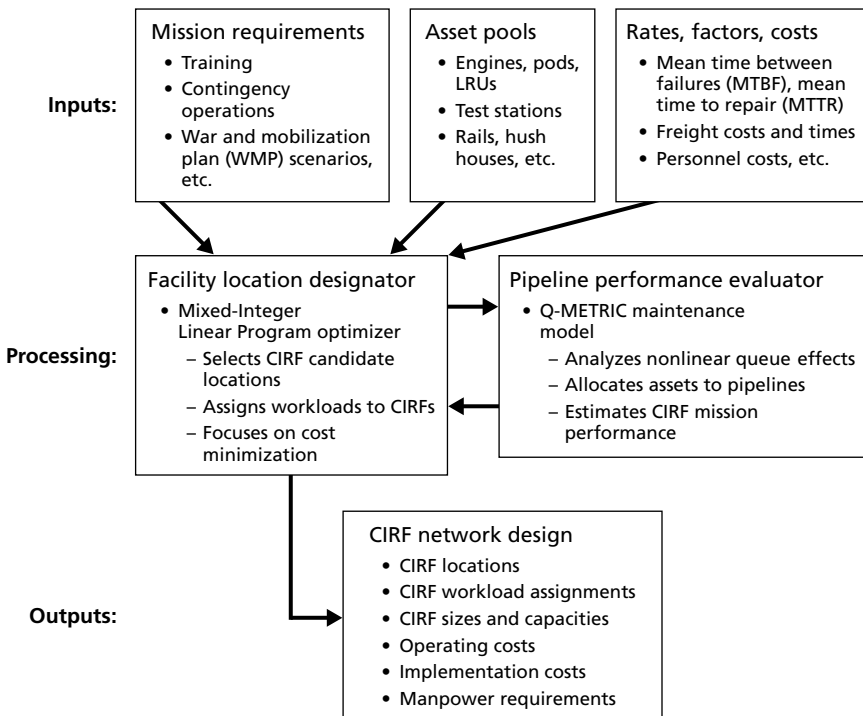 Inputs:
Mission requirements
• Training
• Contingency
operations
• War and mobilization
plan (WMP) scenarios,
etc.
Asset pools
• Engines, pods,
LRUs
• Test stations
• Rails, hush
houses, etc.
Rates, factors, costs
• Mean time between
failures (MTBF), mean
time to repair (MTTR)
• Freight costs and times
• Personnel costs, etc.
Processing:
Facility location designator
• Mixed-Integer
Linear Program optimizer
– Selects CIRF candidate
locations
– Assigns workloads to CIRFs
– Focuses on cost
minimization
Pipeline performance evaluator
• Q-METRIC maintenance
model
– Analyzes nonlinear queue effects
– Allocates assets to pipelines
– Estimates CIRF mission
performance
Outputs:
CIRF network design
• CIRF locations
• CIRF workload assignments
• CIRF sizes and capacities
• Operating costs
• Implementation costs
• Manpower requirements